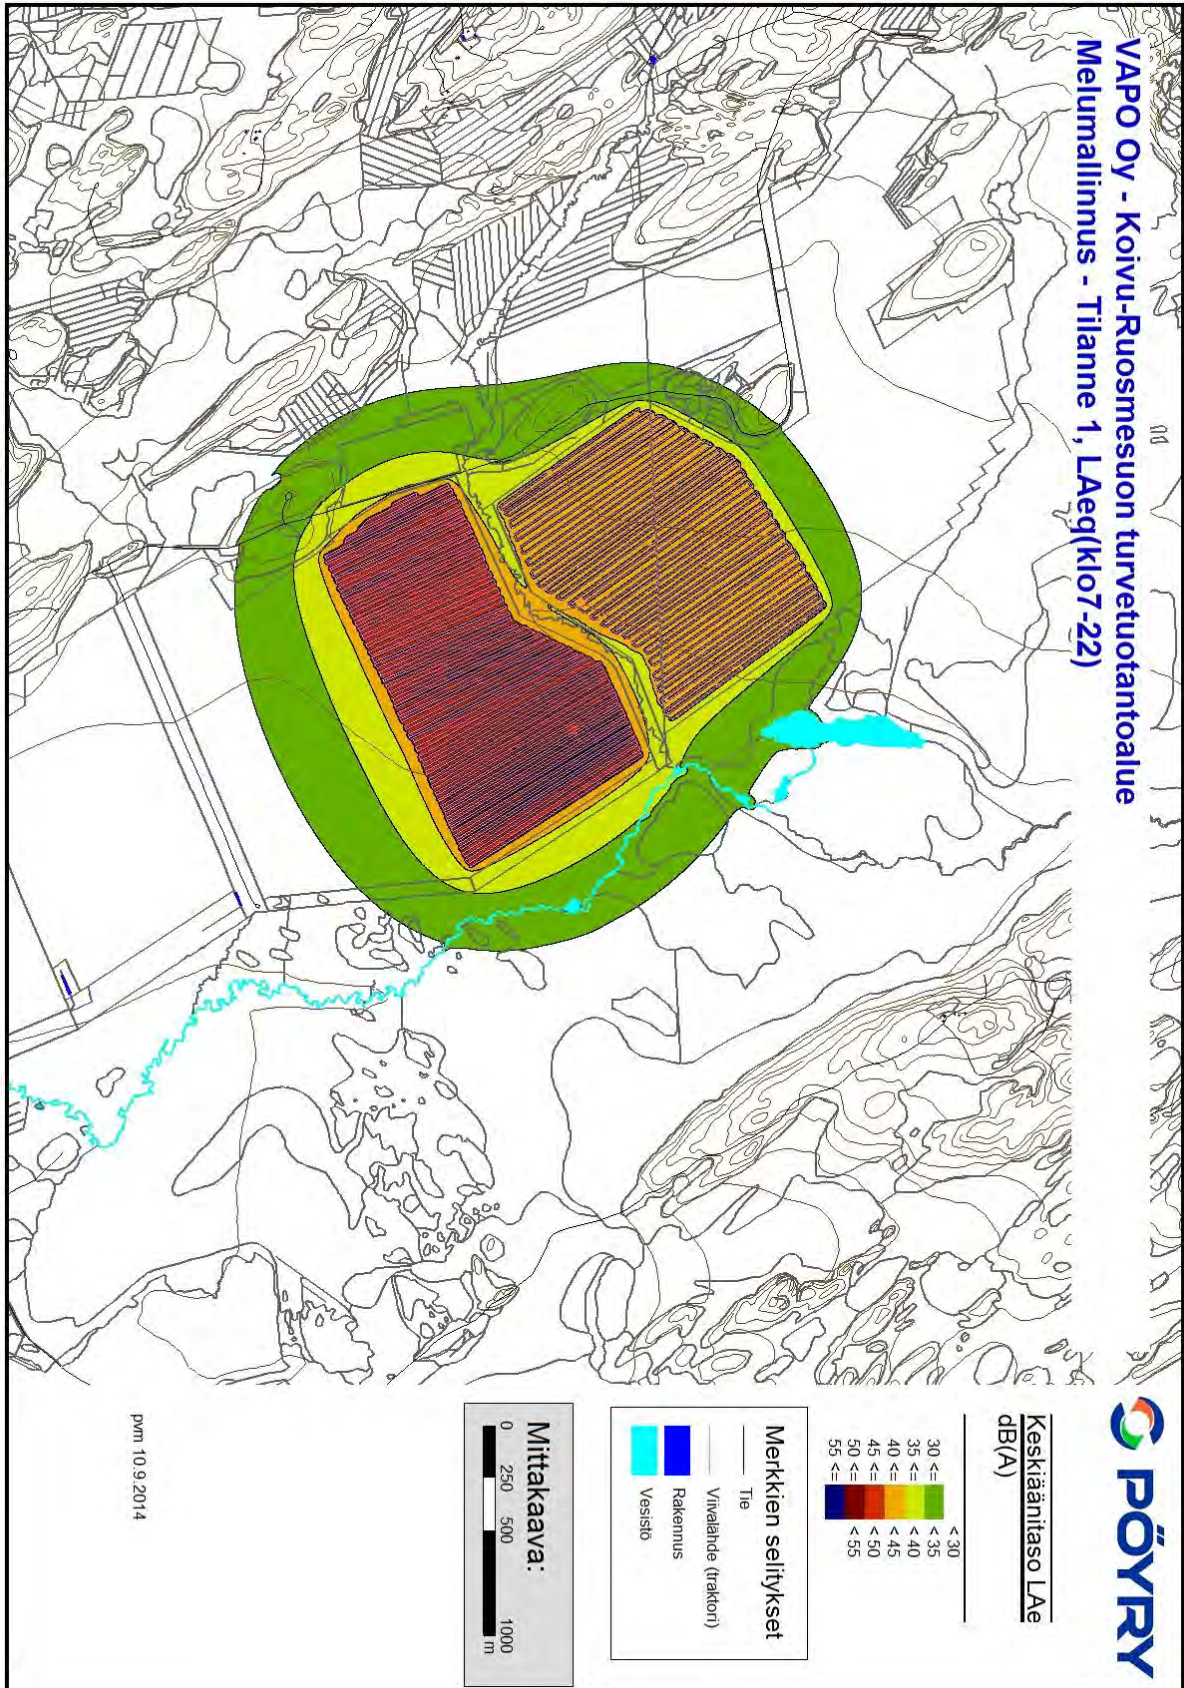 VAPO Oy - Koivu-Ruosmesuon turvetuotantoalue
Melumallinnus - Tilanne 1, LAeq(klo7-22)
PÖYRY
Keskiäänitaso LAe
dB(A)
< 30
30 <= < 35
35 <= < 40
40 <= < 45
45 <= < 50
50 <= < 55
55 <=
Merkkien selitykset
Tie
Viivalähde (traktori)
Rakennus
Vesistö
Mittakaava:
0 250 500 1000
m
pvm 10.9.2014